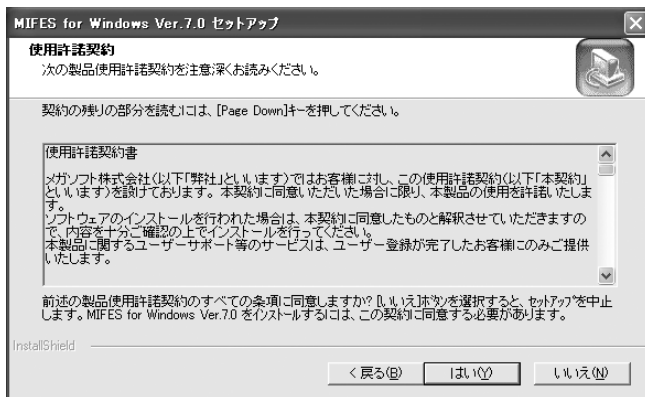 MIFES for Windows Ver.7.0 セットアップ
使用許諾契約
次の製品使用許諾契約を注意深くお読みください。
契約の残りの部分を読むには、[Page Down]キーを押してください。
使用許諾契約書
メガソフト株式会社(以下「弊社」といいます)ではお客様に対し、この使用許諾契約(以下「本契約」
といいます)を設けております。本契約に同意いただいた場合に限り、本製品の使用を許諾いたしま
す。
ソフトウェアのインストールを行われた場合は、本契約に同意したものと解釈させていただきますの
で、内容を十分ご確認の上でインストールを行ってください。
本製品に関するユーザーサポート等のサービスは、ユーザー登録が完了したお客様にのみご提供
いたします。
前述の製品使用許諾契約のすべての条項に同意しますか? [いいえ]ボタンを選択すると、セットアップを中止
します。MIFES for Windows Ver.7.0 をインストールするには、この契約に同意する必要があります。
InstallShield
< 戻る(B) はい(Y) いいえ(N)